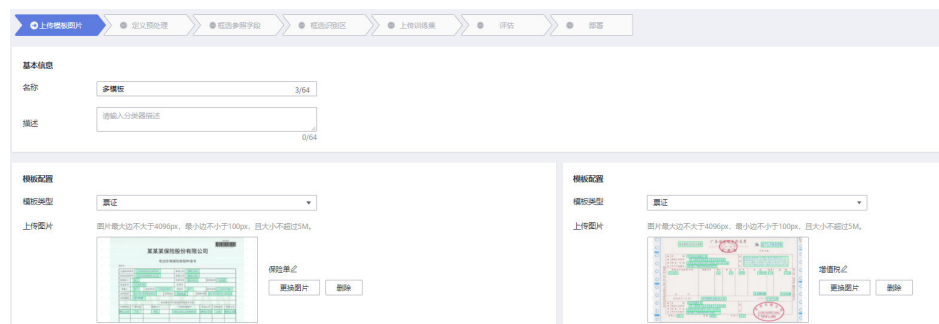 上传模板图片 定义预处理 框选参照字段 框选识别区 上传训练集 评估 部署
基本信息
名称 多模板 3/64
描述 请输入分类器描述
0/64
模板配置
模板类型 票证
上传图片 图片最大边不大于4096px，最小边不小于100px，且大小不超过5M。
某某某保险股份有限公司
保险单
更换图片 删除
模板配置
模板类型 票证
上传图片 图片最大边不大于4096px，最小边不小于100px，且大小不超过5M。
增值税
更换图片 删除